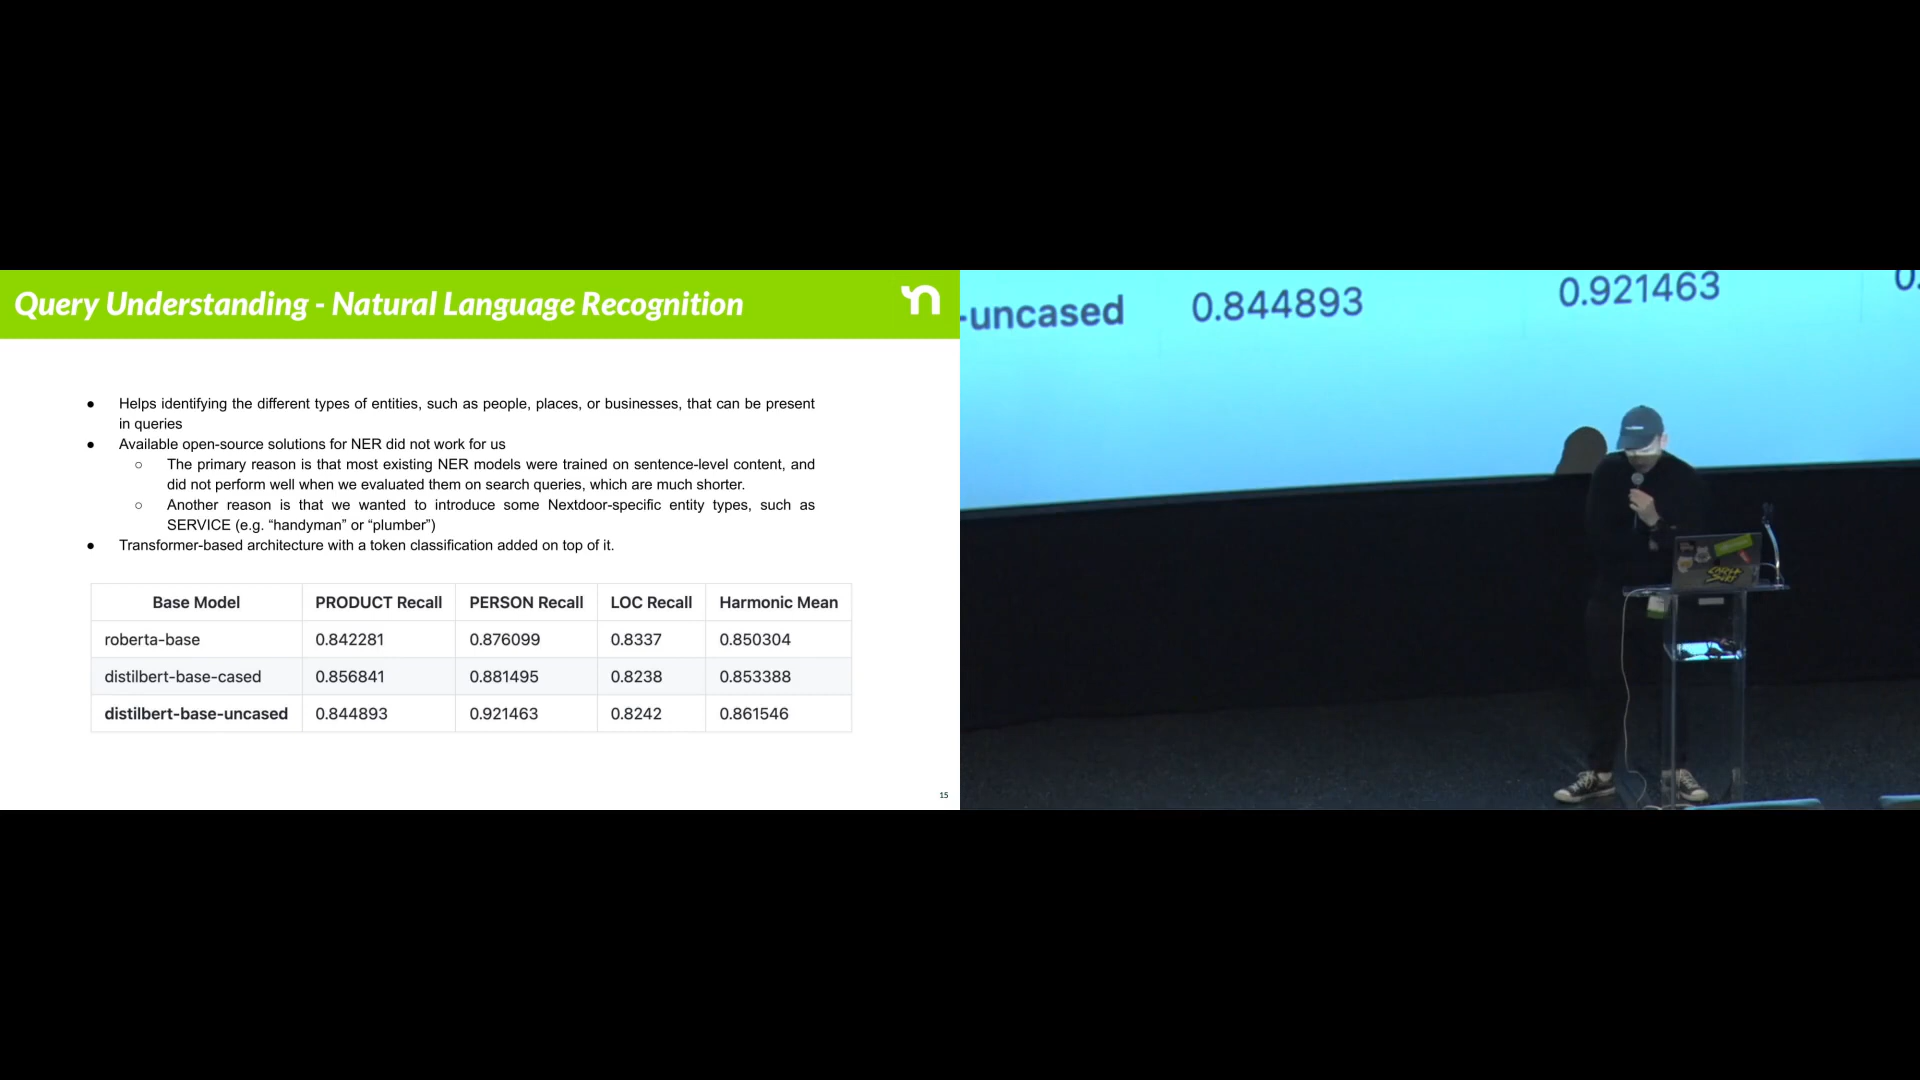 Query Understanding - Natural Language Recognition
● Helps identifying the different types of entities, such as people, places, or businesses, that can be present
in queries
● Available open-source solutions for NER did not work for us
○ The primary reason is that most existing NER models were trained on sentence-level content, and
did not perform well when we evaluated them on search queries, which are much shorter.
○ Another reason is that we wanted to introduce some Nextdoor-specific entity types, such as
SERVICE (e.g. “handyman” or “plumber”)
● Transformer-based architecture with a token classification added on top of it.
Base Model PRODUCT Recall PERSON Recall LOC Recall Harmonic Mean
roberta-base 0.842281 0.876099 0.8337 0.850304
distilbert-base-cased 0.856841 0.881495 0.8238 0.853388
distilbert-base-uncased 0.844893 0.921463 0.8242 0.861546
15
-uncased 0.844893 0.921463 0.